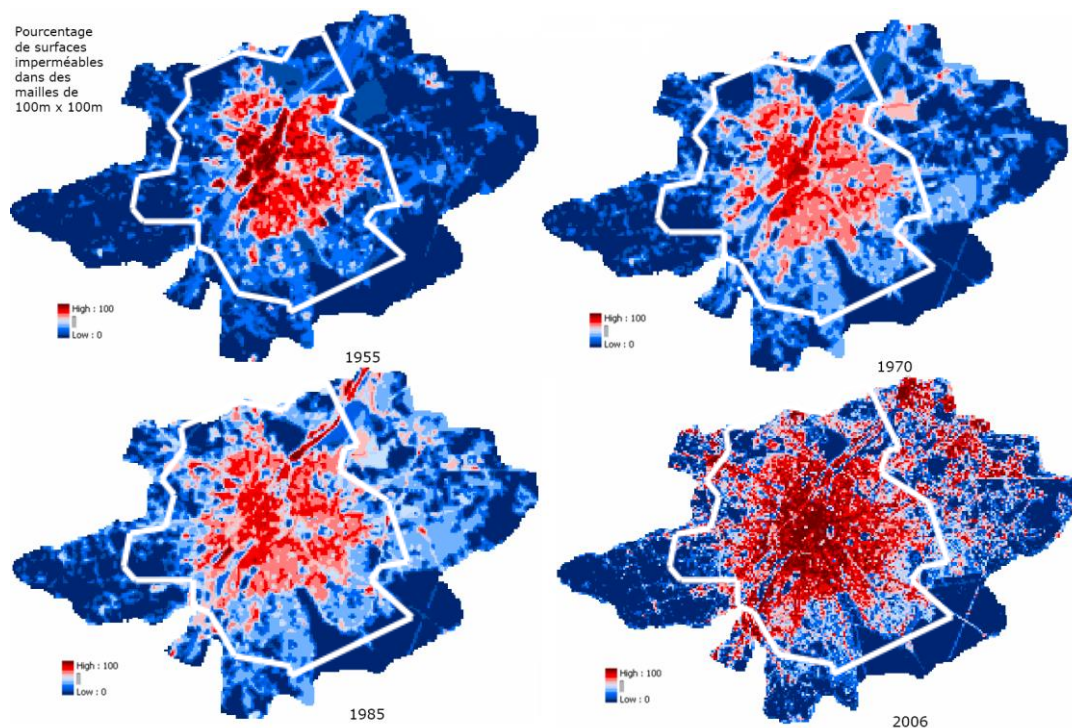 Pourcentage
de surfaces
imperméables
dans des
mailles de
100m x 100m
High : 100
Low : 0
1955
High : 100
Low : 0
1970
High : 100
Low : 0
1985
High : 100
Low : 0
2006